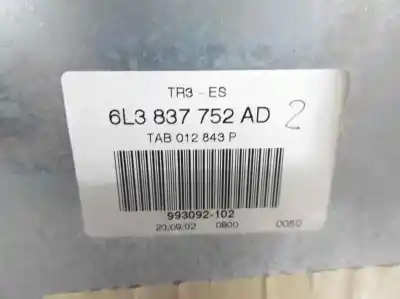 TR3 - ES
6L3 837 752 AD 2
TAB 012 843 P
993092-102
20/09/02 0800 0050